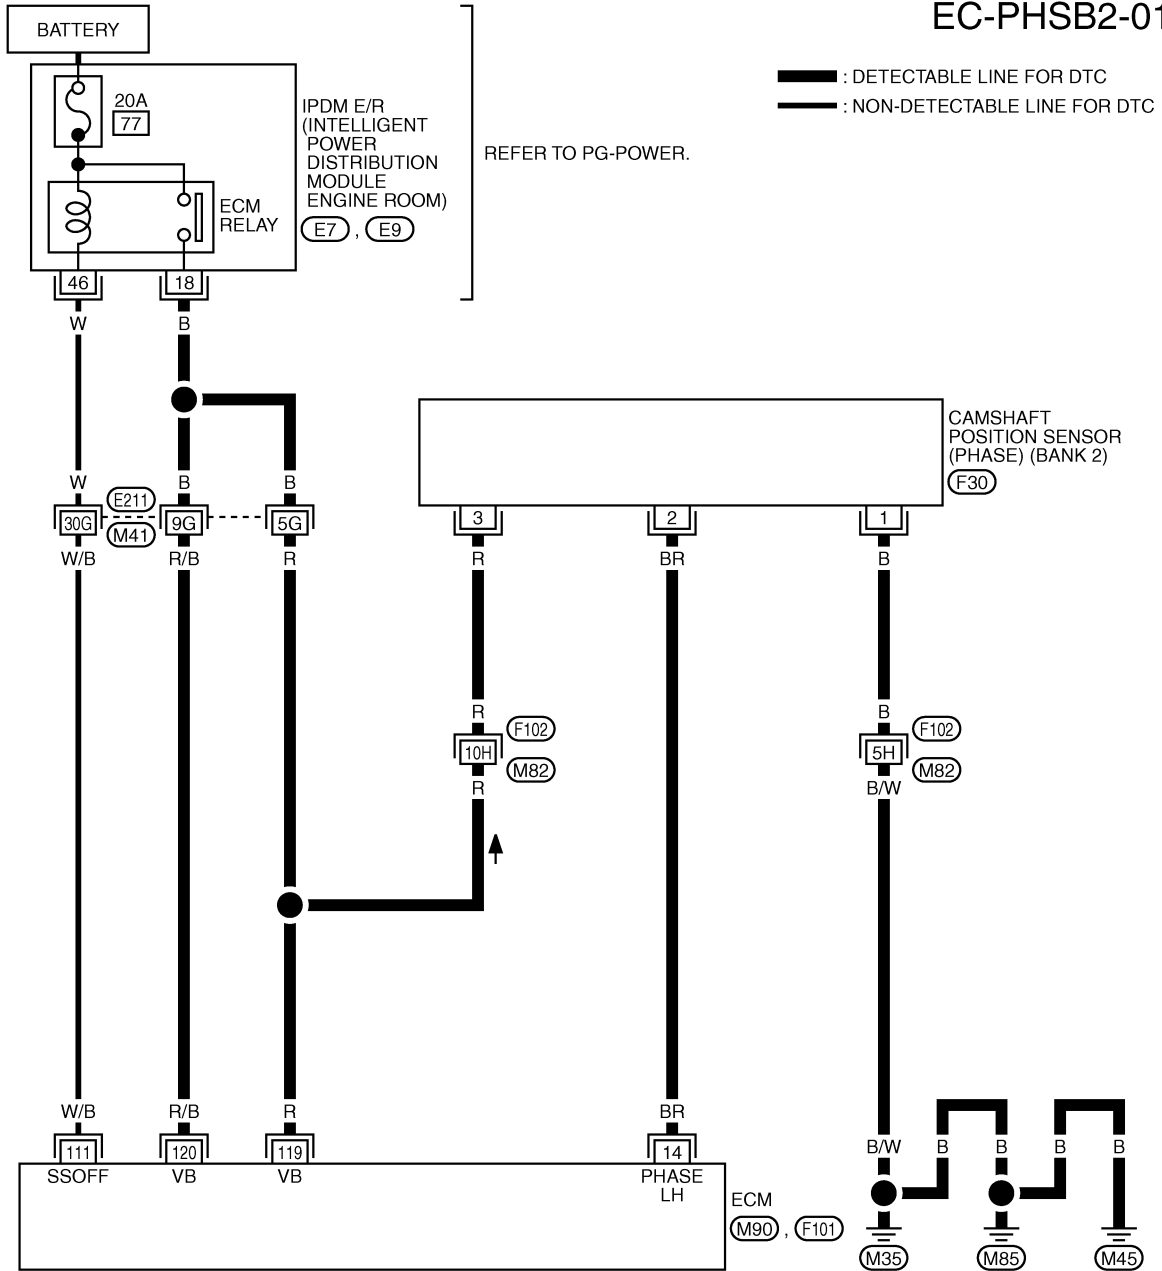 EC-PHSB2-01
BATTERY
: DETECTABLE LINE FOR DTC
: NON-DETECTABLE LINE FOR DTC
20A
77
IPDM E/R
(INTELLIGENT
POWER
DISTRIBUTION
MODULE
ENGINE ROOM)
E7 , E9
REFER TO PG-POWER.
ECM
RELAY
46 18
W B
CAMSHAFT
POSITION SENSOR
(PHASE) (BANK 2)
F30
W B B
E211
30G 9G 5G
M41
3 2 1
W/B R/B R
R BR B
R B
F102 F102
10H 5H
M82 M82
R B/W
W/B R/B R BR
B/W B B B B
111 120 119 14
SSOFF VB VB PHASE
LH
ECM
M90 , F101
M35 M85 M45